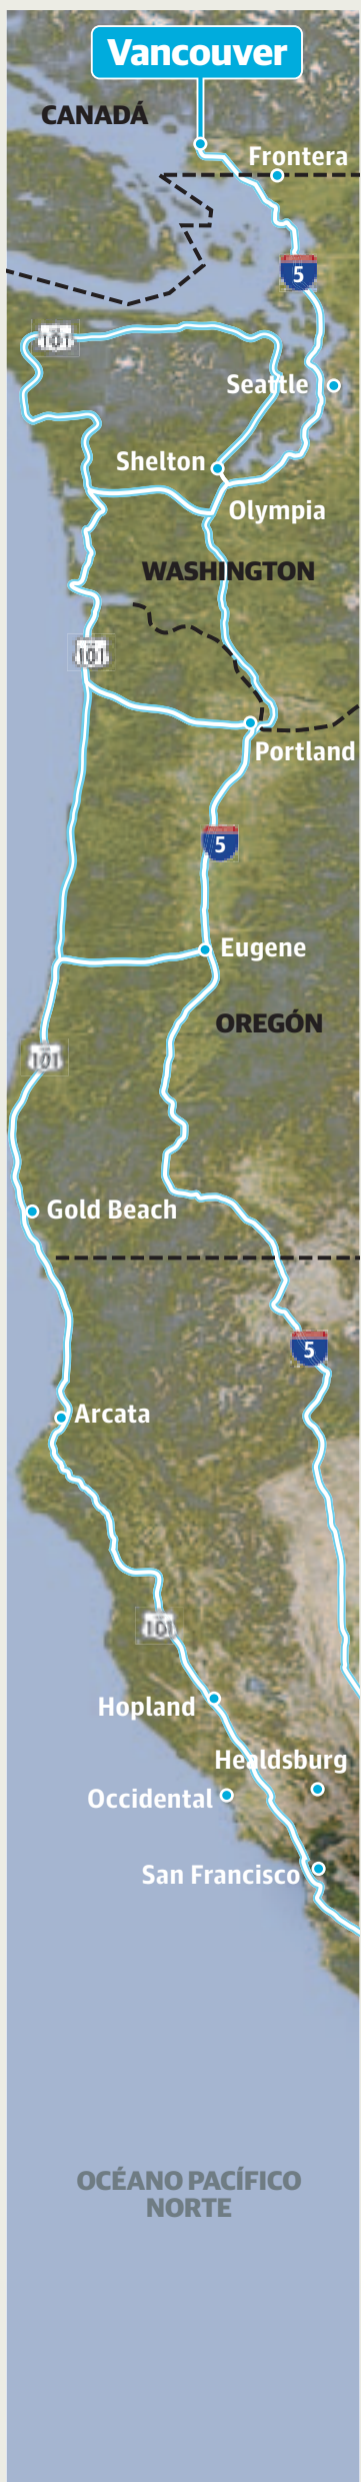 Vancouver
CANADÁ
Frontera
5
101
Seattle
Shelton
Olympia
WASHINGTON
101
Portland
5
Eugene
OREGÓN
101
Gold Beach
5
Arcata
101
Hopland
Healdsburg
Occidental
San Francisco
OCÉANO PACÍFICO
NORTE